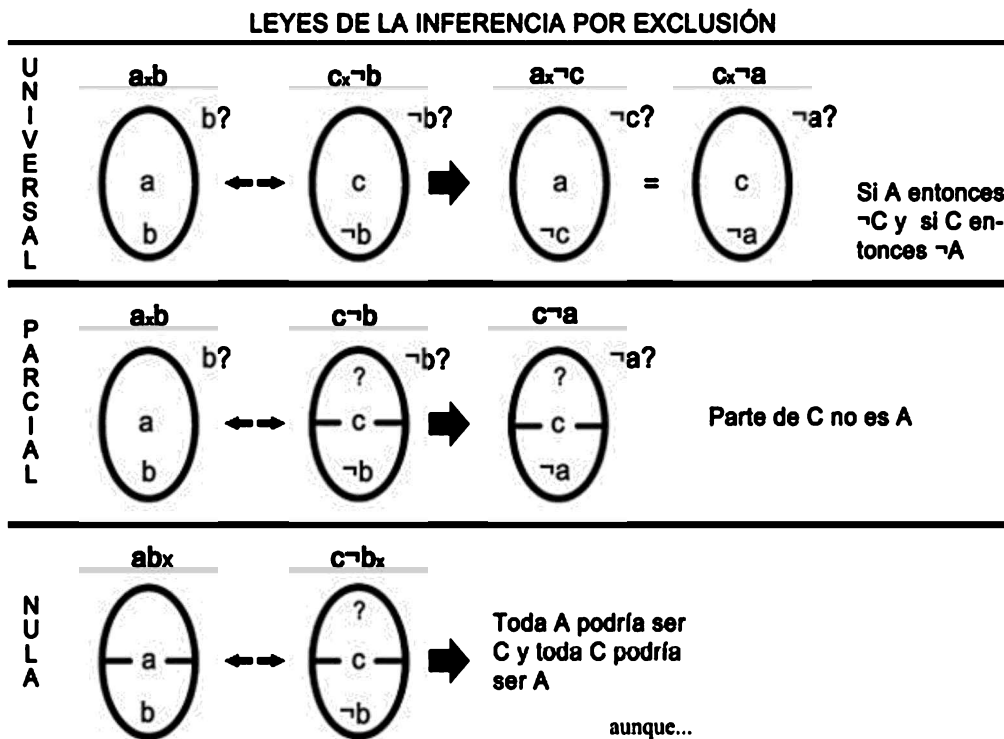 LEYES DE LA INFERENCIA POR EXCLUSIÓN
UNIVERSAL
axb
cx¬b
ax¬c
cx¬a
b?
¬b?
¬c?
¬a?
a
c
a
=
c
b
¬b
¬c
¬a
Si A entonces
¬C y si C en-
tonces ¬A
PARCIAL
axb
c¬b
c¬a
b?
¬b?
¬a?
?
?
a
c
c
b
¬b
¬a
Parte de C no es A
NULA
abx
c¬bx
?
a
c
b
¬b
Toda A podría ser
C y toda C podría
ser A
aunque...